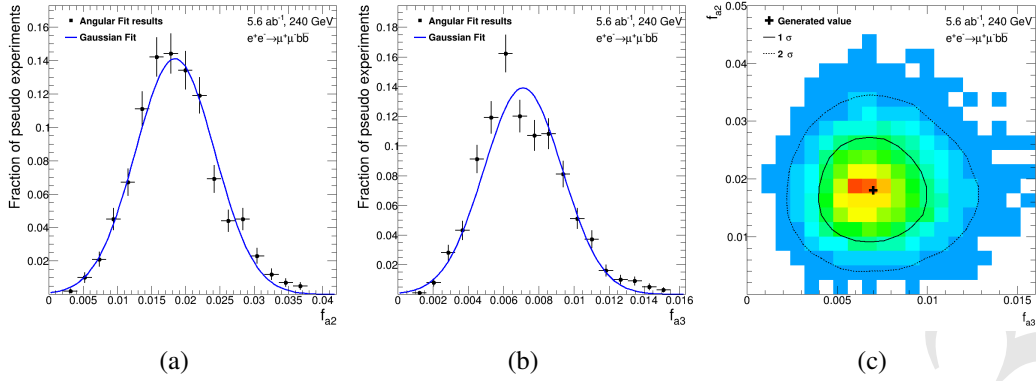 Fraction of pseudo experiments
Angular Fit results
Gaussian Fit
5.6 ab⁻¹, 240 GeV
e⁺e⁻→μ⁺μ⁻bb̅
0.16
0.14
0.12
0.1
0.08
0.06
0.04
0.02
0 0.005 0.01 0.015 0.02 0.025 0.03 0.035 0.04
f_a2
(a)
Fraction of pseudo experiments
Angular Fit results
Gaussian Fit
5.6 ab⁻¹, 240 GeV
e⁺e⁻→μ⁺μ⁻bb̅
0.18
0.16
0.14
0.12
0.1
0.08
0.06
0.04
0.02
0 0.002 0.004 0.006 0.008 0.01 0.012 0.014 0.016
f_a3
(b)
f_a2
Generated value
1 σ
2 σ
5.6 ab⁻¹, 240 GeV
e⁺e⁻→μ⁺μ⁻bb̅
0.05
0.04
0.03
0.02
0.01
0.005 0.01 0.015
f_a3
(c)